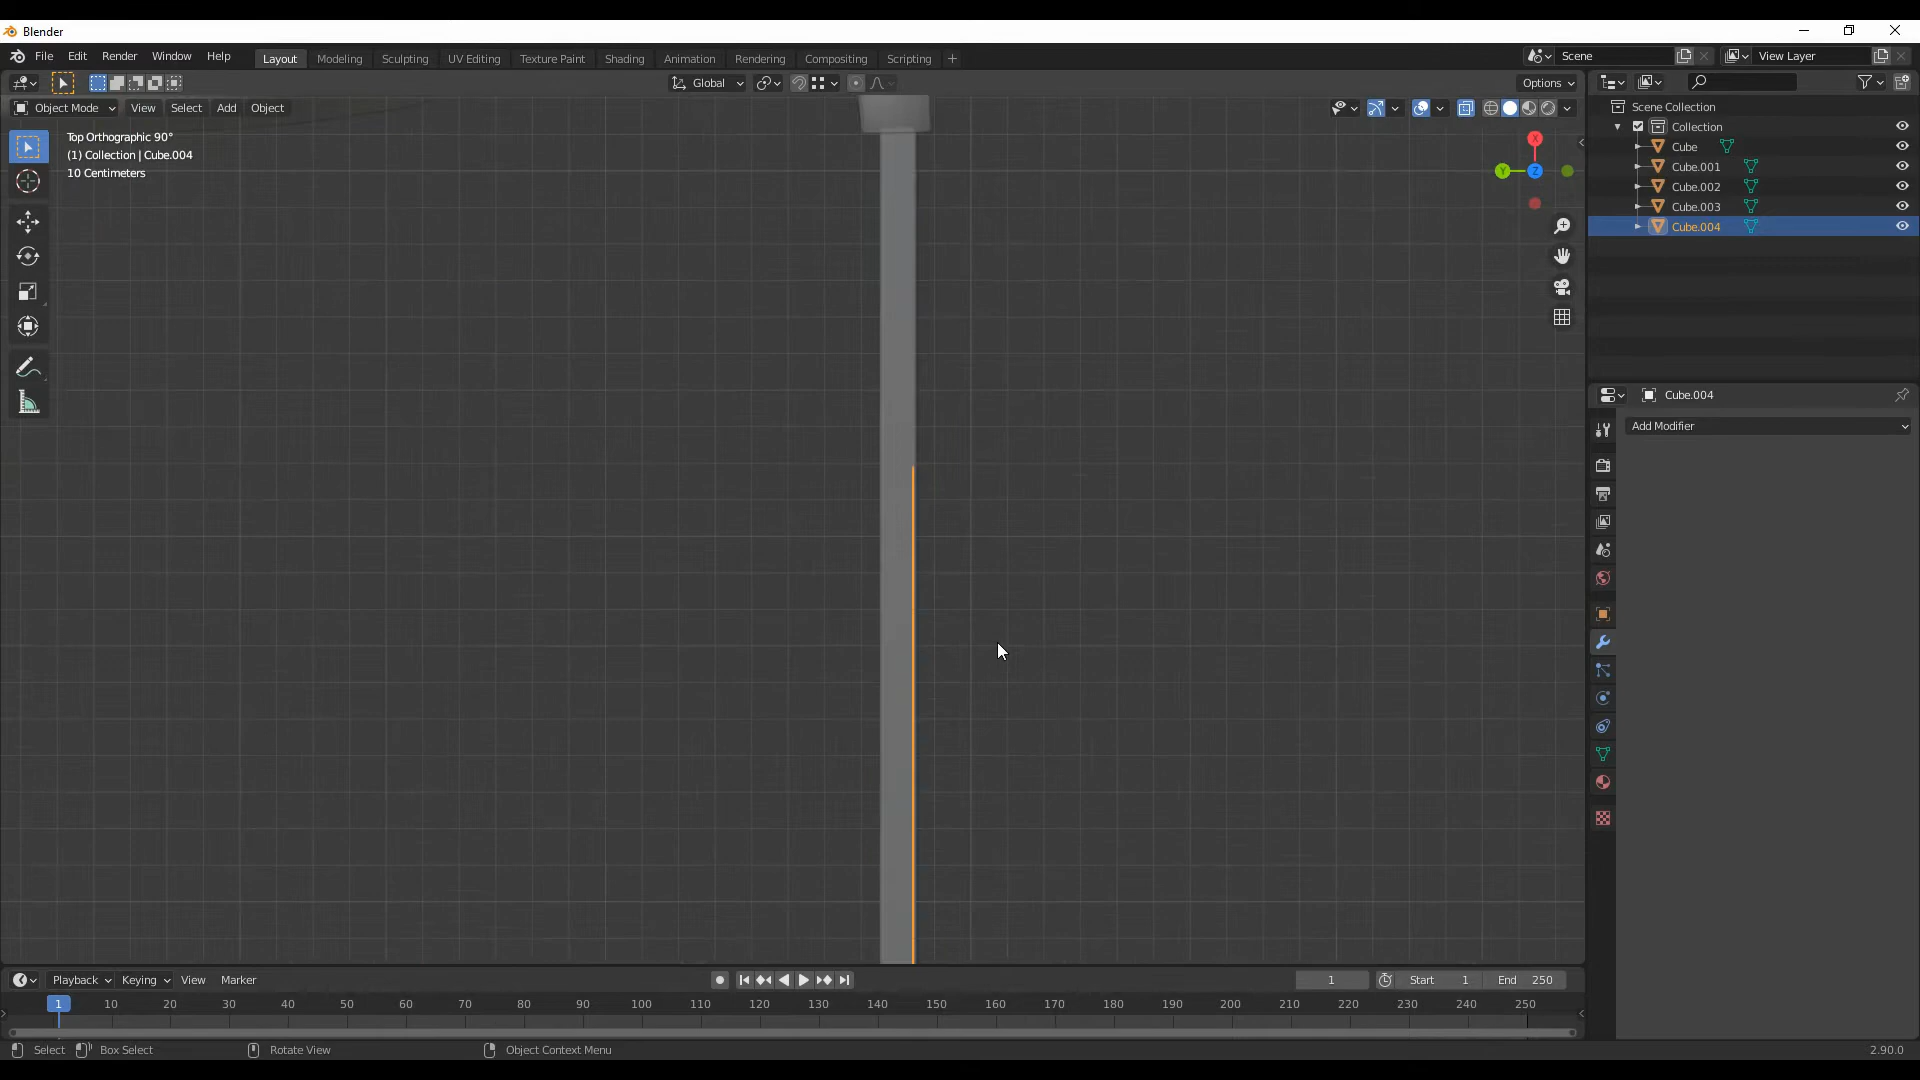 Blender
File Edit Render Window Help Layout Modeling Sculpting UV Editing Texture Paint Shading Animation Rendering Compositing Scripting + Scene View Layer
Global Options
Object Mode View Select Add Object
Top Orthographic 90°
(1) Collection | Cube.004
10 Centimeters
X
Y
Z
Scene Collection
Collection
Cube
Cube.001
Cube.002
Cube.003
Cube.004
Cube.004
Add Modifier
Playback Keying View Marker 1 Start 1 End 250
1 10 20 30 40 50 60 70 80 90 100 110 120 130 140 150 160 170 180 190 200 210 220 230 240 250
Select Box Select Rotate View Object Context Menu 2.90.0